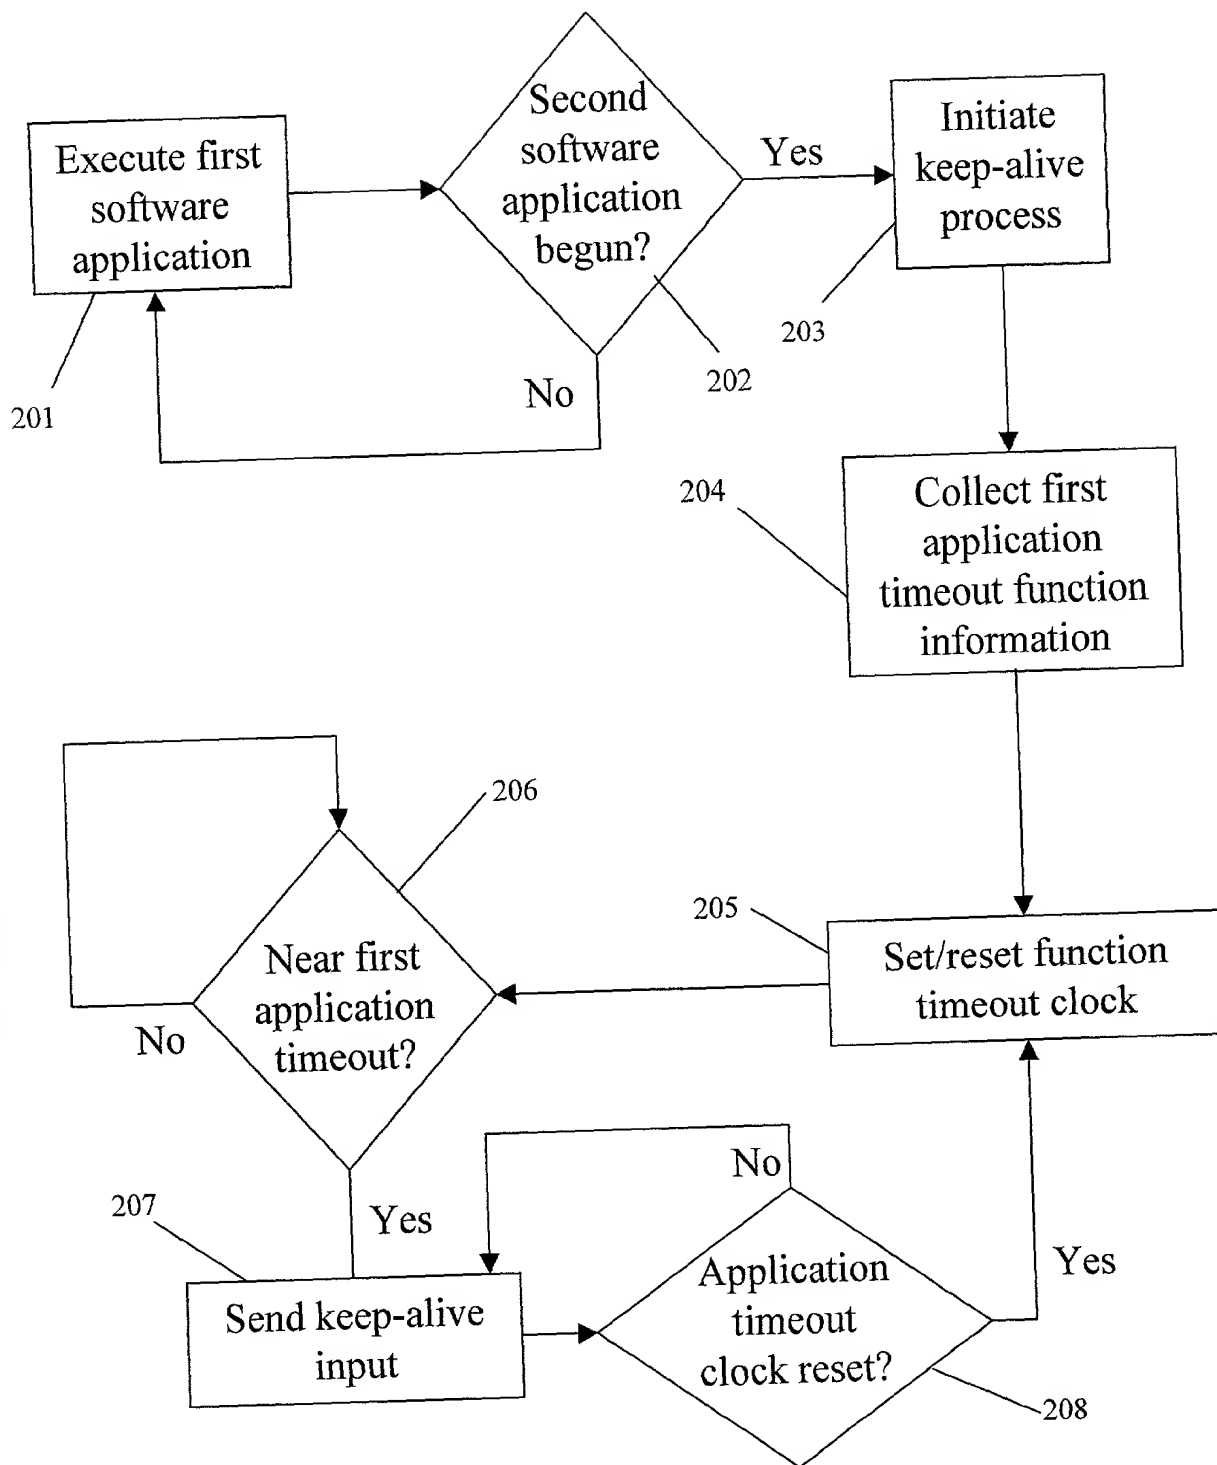 Execute first
software
application
201
Second
software
application
begun?
202
Yes
No
Initiate
keep-alive
process
203
Collect first
application
timeout function
information
204
Set/reset function
timeout clock
205
Near first
application
timeout?
206
No
Yes
Send keep-alive
input
207
Application
timeout
clock reset?
208
No
Yes